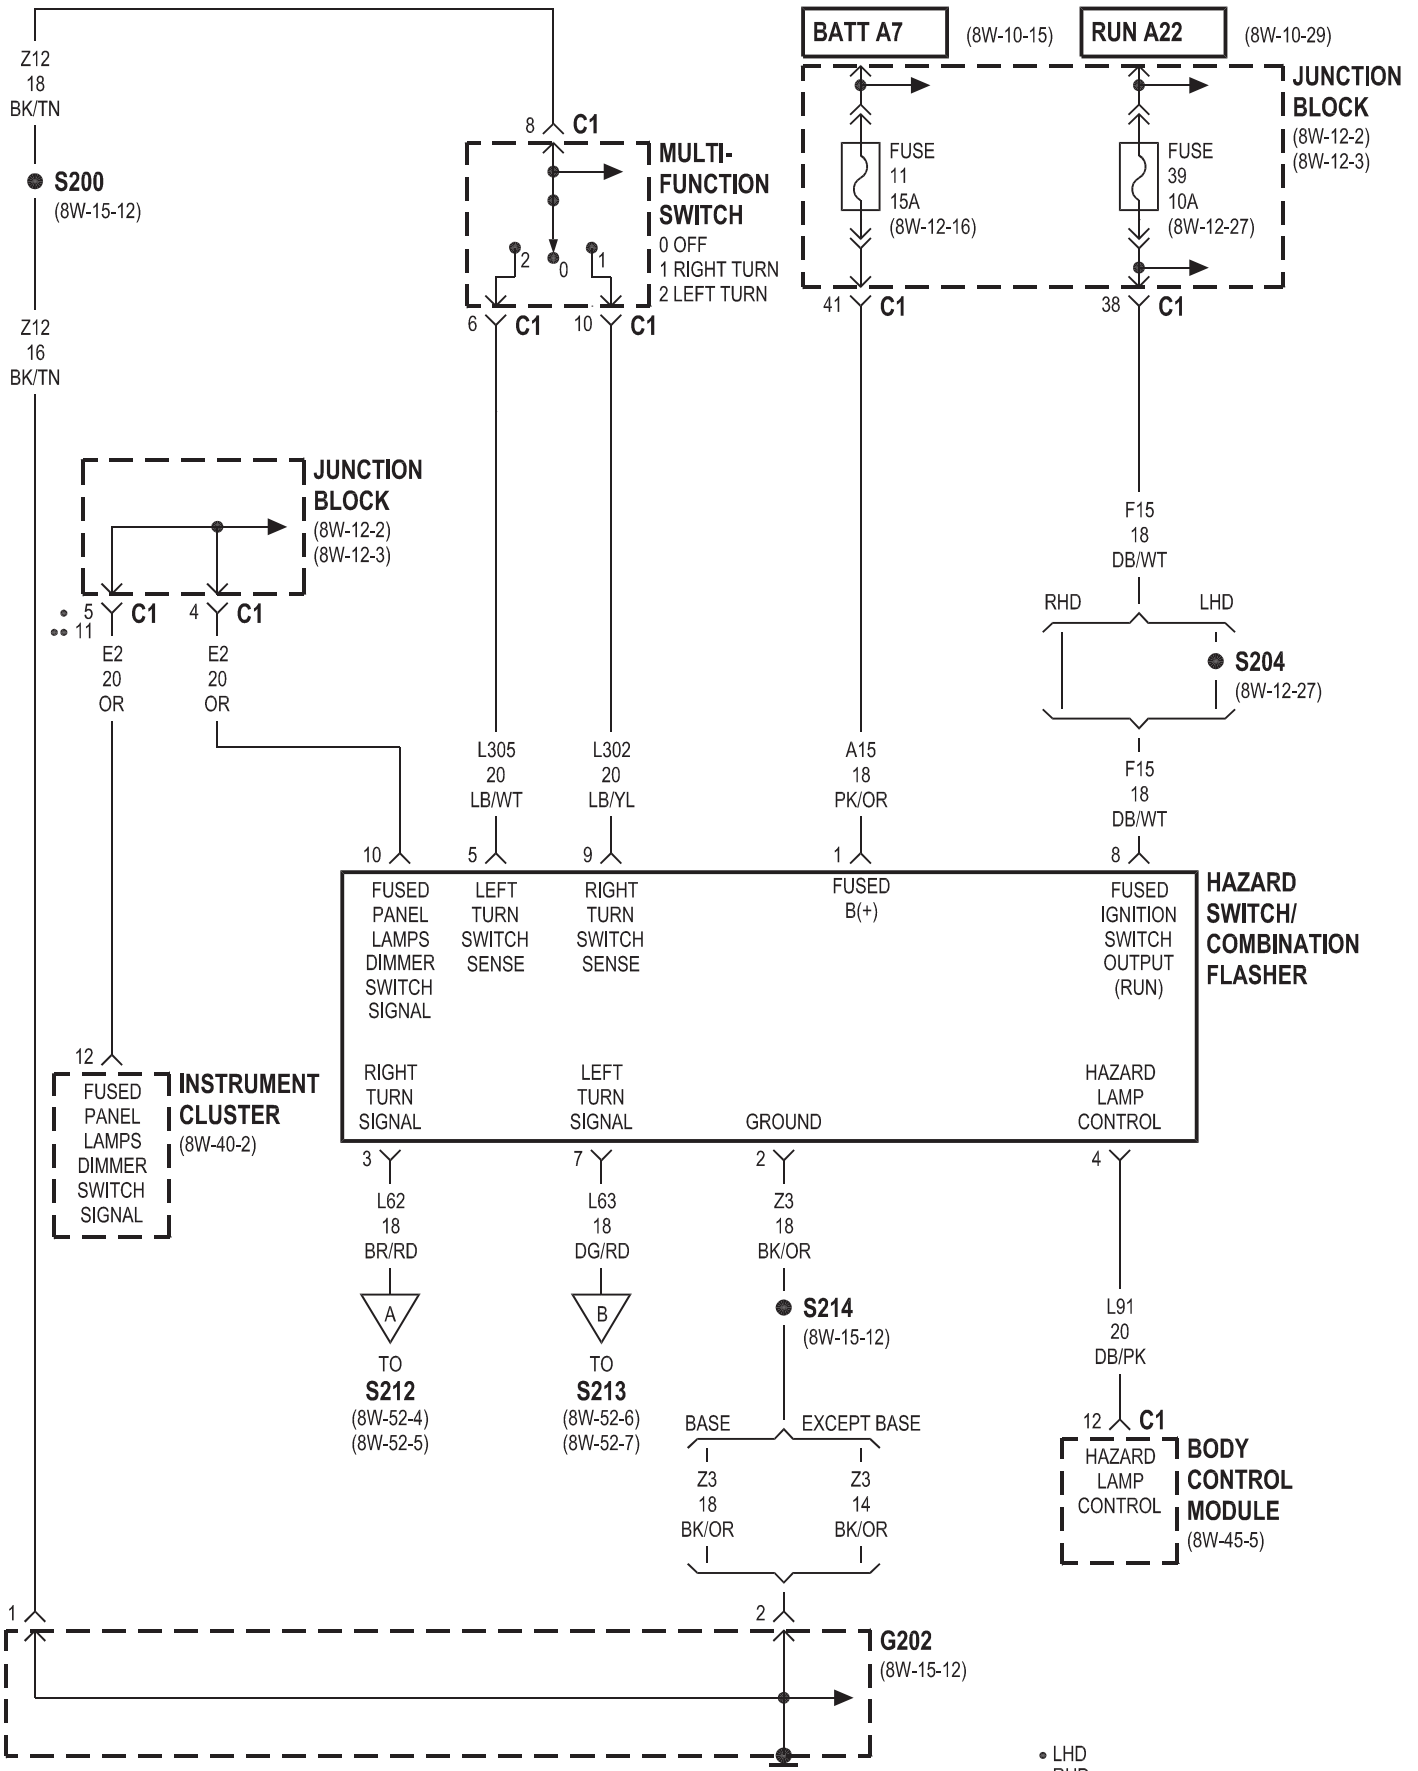 BATT A7
(8W-10-15)
RUN A22
(8W-10-29)
Z12
18
BK/TN
S200
(8W-15-12)
Z12
16
BK/TN
8
C1
MULTI-
FUNCTION
SWITCH
0 OFF
1 RIGHT TURN
2 LEFT TURN
2
0
1
6
C1
10
C1
JUNCTION
BLOCK
(8W-12-2)
(8W-12-3)
FUSE
11
15A
(8W-12-16)
FUSE
39
10A
(8W-12-27)
41
C1
38
C1
JUNCTION
BLOCK
(8W-12-2)
(8W-12-3)
• 5
C1
•• 11
4
C1
E2
20
OR
E2
20
OR
F15
18
DB/WT
RHD
LHD
S204
(8W-12-27)
L305
20
LB/WT
L302
20
LB/YL
A15
18
PK/OR
F15
18
DB/WT
10
5
9
1
8
FUSED
PANEL
LAMPS
DIMMER
SWITCH
SIGNAL
LEFT
TURN
SWITCH
SENSE
RIGHT
TURN
SWITCH
SENSE
FUSED
B(+)
FUSED
IGNITION
SWITCH
OUTPUT
(RUN)
HAZARD
SWITCH/
COMBINATION
FLASHER
RIGHT
TURN
SIGNAL
LEFT
TURN
SIGNAL
GROUND
HAZARD
LAMP
CONTROL
12
FUSED
PANEL
LAMPS
DIMMER
SWITCH
SIGNAL
INSTRUMENT
CLUSTER
(8W-40-2)
3
7
2
4
L62
18
BR/RD
A
TO
S212
(8W-52-4)
(8W-52-5)
L63
18
DG/RD
B
TO
S213
(8W-52-6)
(8W-52-7)
Z3
18
BK/OR
S214
(8W-15-12)
BASE
EXCEPT BASE
Z3
18
BK/OR
Z3
14
BK/OR
L91
20
DB/PK
12
C1
HAZARD
LAMP
CONTROL
BODY
CONTROL
MODULE
(8W-45-5)
1
2
G202
(8W-15-12)
• LHD